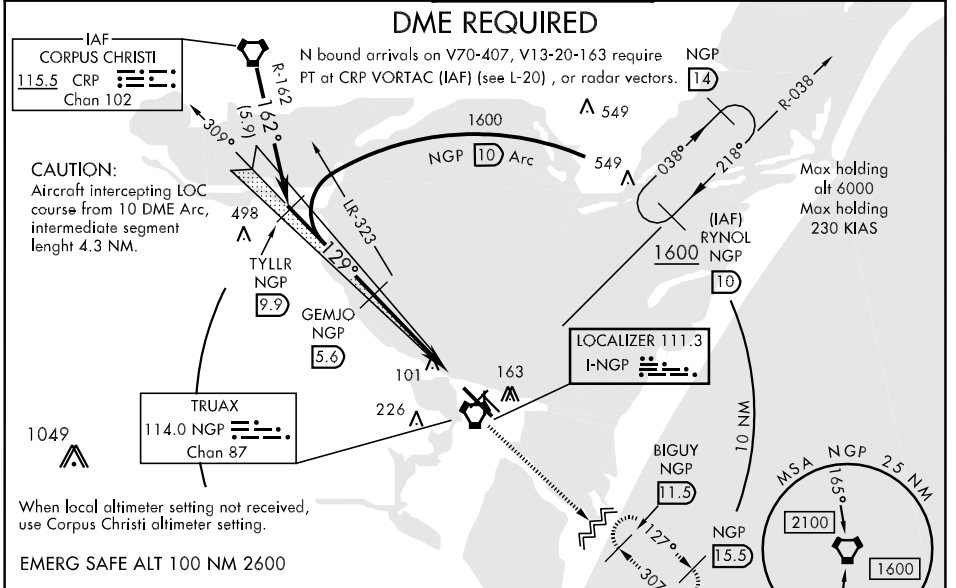 DME REQUIRED
IAF
CORPUS CHRISTI
115.5 CRP
Chan 102
N bound arrivals on V70-407, V13-20-163 require
PT at CRP VORTAC (IAF) (see L-20) , or radar vectors.
NGP
14
R-162
162°
(5.9)
309°
R-038
549
1600
NGP 10 Arc
549
038°
218°
CAUTION:
Aircraft intercepting LOC
course from 10 DME Arc,
intermediate segment
lenght 4.3 NM.
Max holding
alt 6000
Max holding
230 KIAS
498
LR-323
129°
(IAF)
RYNOL
NGP
1600
10
TYLLR
NGP
9.9
GEMJO
NGP
5.6
LOCALIZER 111.3
I-NGP
101
163
226
TRUAX
114.0 NGP
Chan 87
1049
10 NM
BIGUY
NGP
11.5
MSA NGP 25 NM
165°
2100
1600
When local altimeter setting not received,
use Corpus Christi altimeter setting.
127°
307
NGP
15.5
EMERG SAFE ALT 100 NM 2600